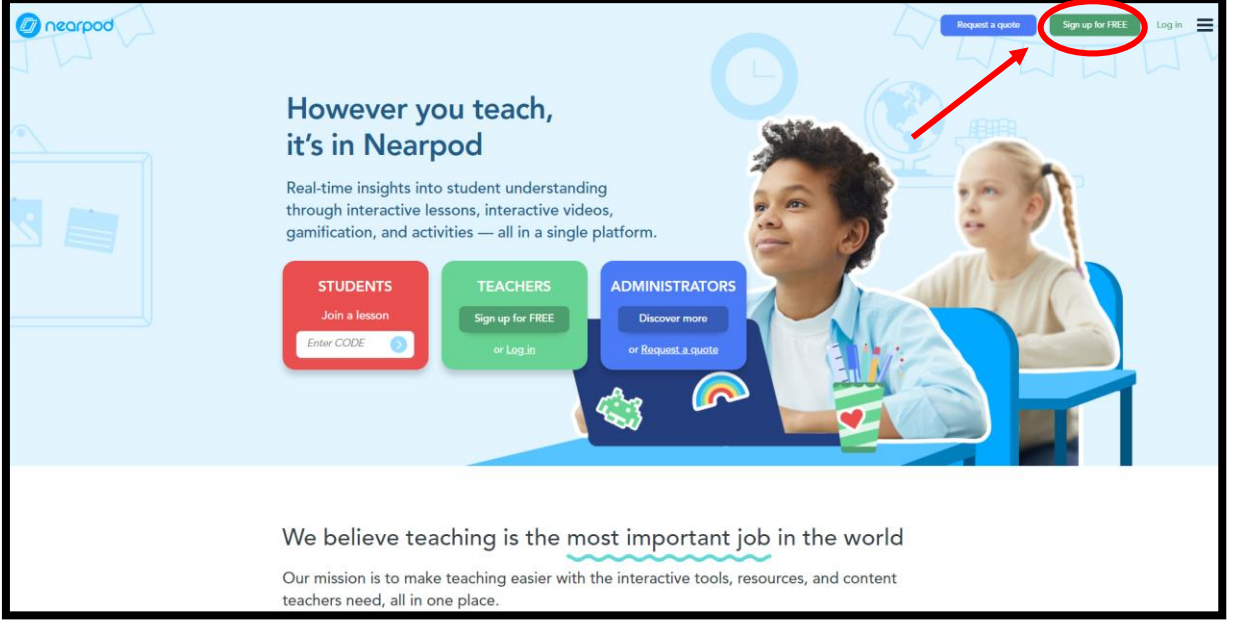 nearpod
Request a quote
Sign up for FREE
Log in
However you teach,
it's in Nearpod
Real-time insights into student understanding
through interactive lessons, interactive videos,
gamification, and activities — all in a single platform.
STUDENTS
Join a lesson
Enter CODE
TEACHERS
Sign up for FREE
or Log in
ADMINISTRATORS
Discover more
or Request a quote
We believe teaching is the most important job in the world
Our mission is to make teaching easier with the interactive tools, resources, and content
teachers need, all in one place.